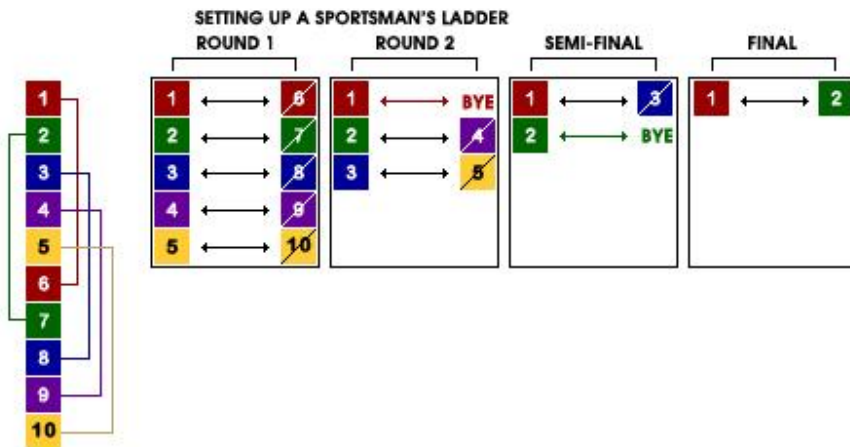 SETTING UP A SPORTSMAN'S LADDER
ROUND 1 ROUND 2 SEMI-FINAL FINAL
1 1 6 1 BYE 1 3 1 2
2 2 7 2 4 2 BYE
3 3 8 3 5
4 4 9
5 5 10
6
7
8
9
10